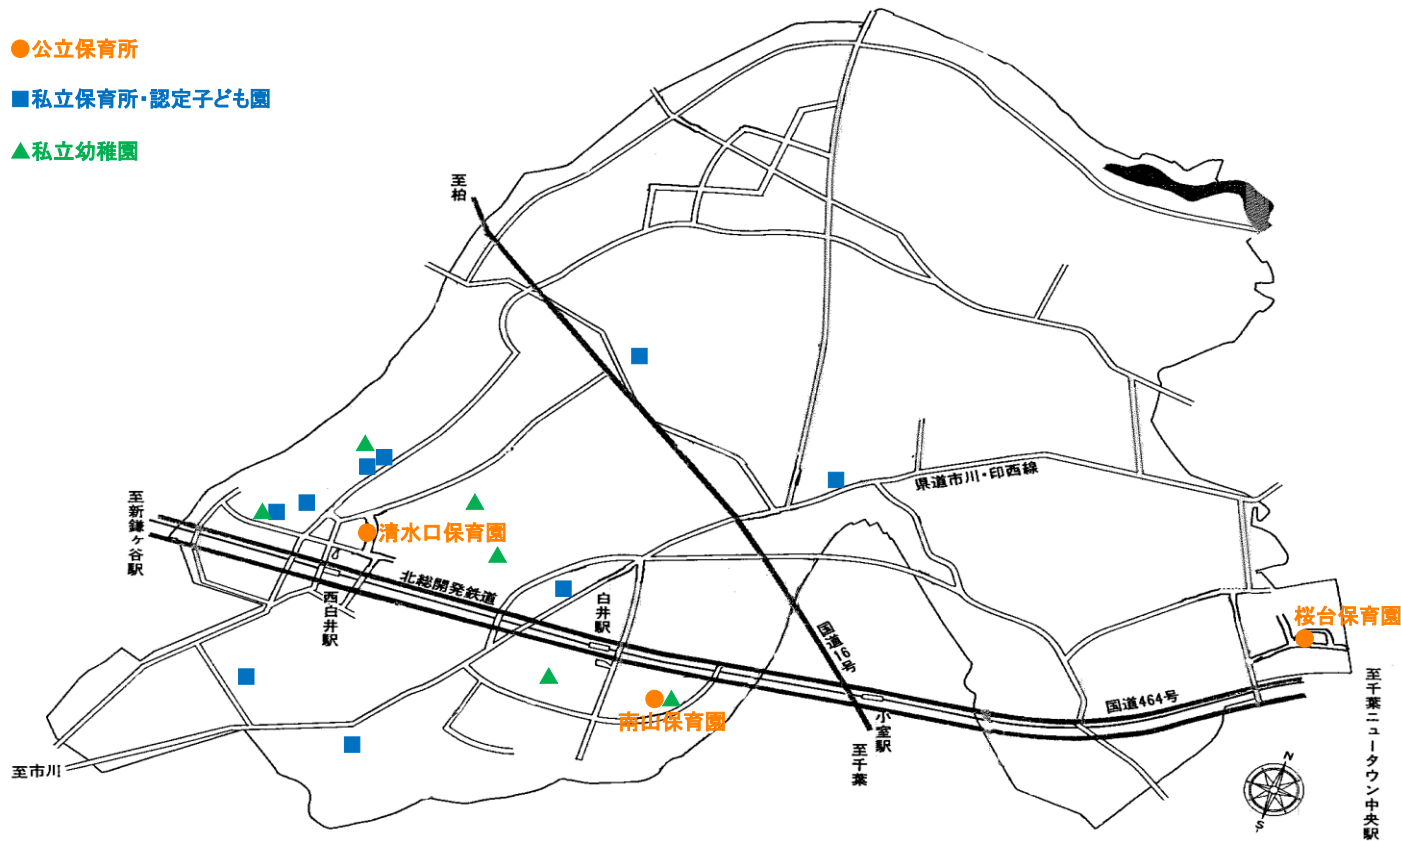 ●公立保育所
■私立保育所・認定子ども園
▲私立幼稚園
至柏
至新鎌ヶ谷駅
県道市川・印西線
清水口保育園
北総開発鉄道
西白井駅
白井駅
国道16号
桜台保育園
南山保育園
国道464号
小室駅
至千葉
至千葉ニュータウン中央駅
至市川
N
S